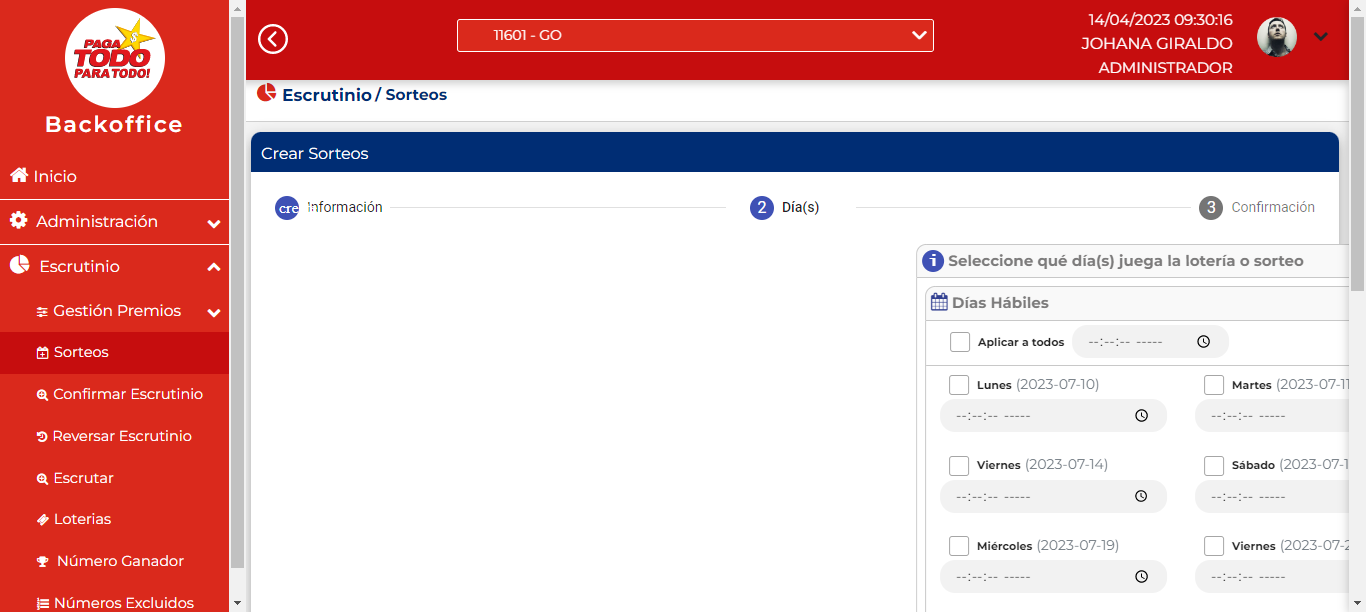 PAGA
TODO
PARA TODO!
Backoffice
Inicio
Administración
Escrutinio
Gestión Premios
Sorteos
Confirmar Escrutinio
Reversar Escrutinio
Escrutar
Loterias
Número Ganador
Números Excluidos
11601 - GO
14/04/2023 09:30:16
JOHANA GIRALDO
ADMINISTRADOR
Escrutinio / Sorteos
Crear Sorteos
cre Información
2 Día(s)
3 Confirmación
Seleccione qué día(s) juega la lotería o sorteo
Días Hábiles
Aplicar a todos --:--:-- -----
Lunes (2023-07-10) Martes (2023-07-11
--:--:-- ----- --:--:-- -----
Viernes (2023-07-14) Sábado (2023-07-1
--:--:-- ----- --:--:-- -----
Miércoles (2023-07-19) Viernes (2023-07-2
--:--:-- ----- --:--:-- -----